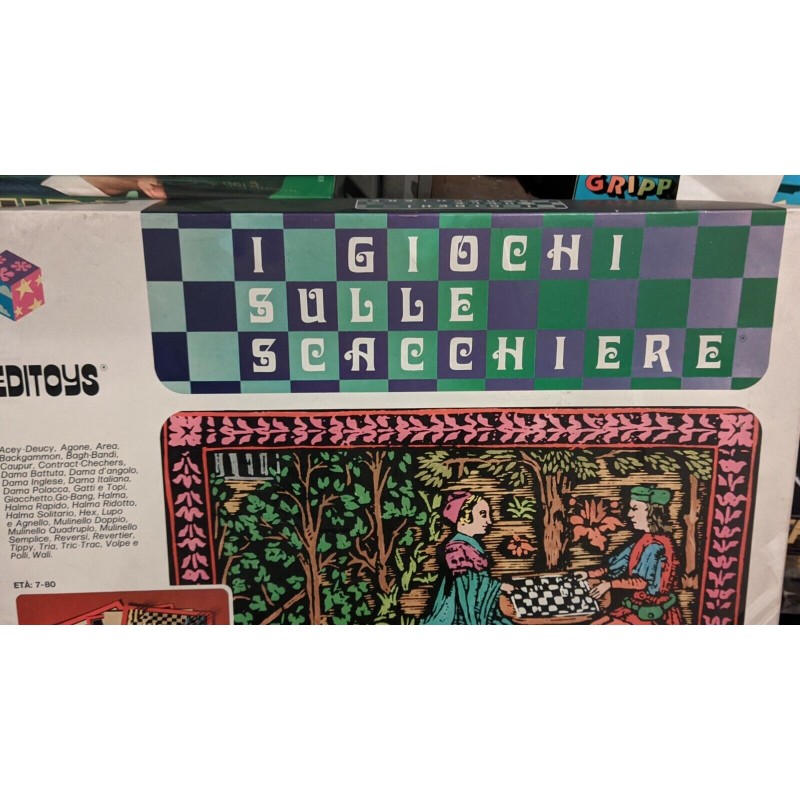 GRIPP
I GIOCHI
SULLE
SCACCHIERE®
EDITOYS®
Acey-Deucy, Agone, Area,
Backgammon, Bagh-Bandi,
Caupur, Contract-Chechers,
Dama Battuta, Dama d'angolo,
Dama Inglese, Dama Italiana,
Dama Polacca, Gatti e Topi,
Giacchetto, Go-Bang, Halma,
Halma Rapido, Halma Ridotto,
Halma Solitario, Hex, Lupo
e Agnello, Mulinello Doppio,
Mulinello Quadruplo, Mulinello
Semplice, Reversi, Revertier,
Tippy, Tria, Tric-Trac, Volpe e
Polli, Wali.
ETÀ: 7-80